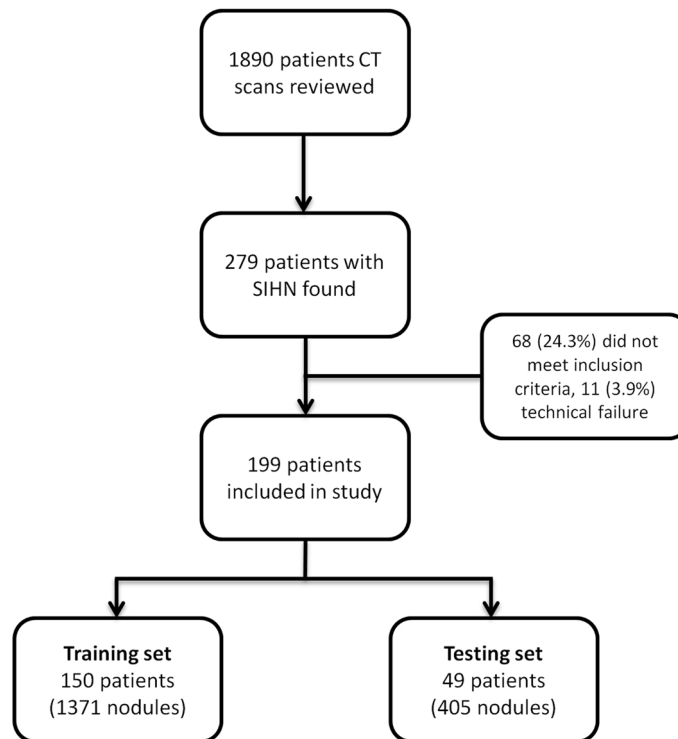 1890 patients CT
scans reviewed
279 patients with
SIHN found
68 (24.3%) did not
meet inclusion
criteria, 11 (3.9%)
technical failure
199 patients
included in study
Training set
150 patients
(1371 nodules)
Testing set
49 patients
(405 nodules)